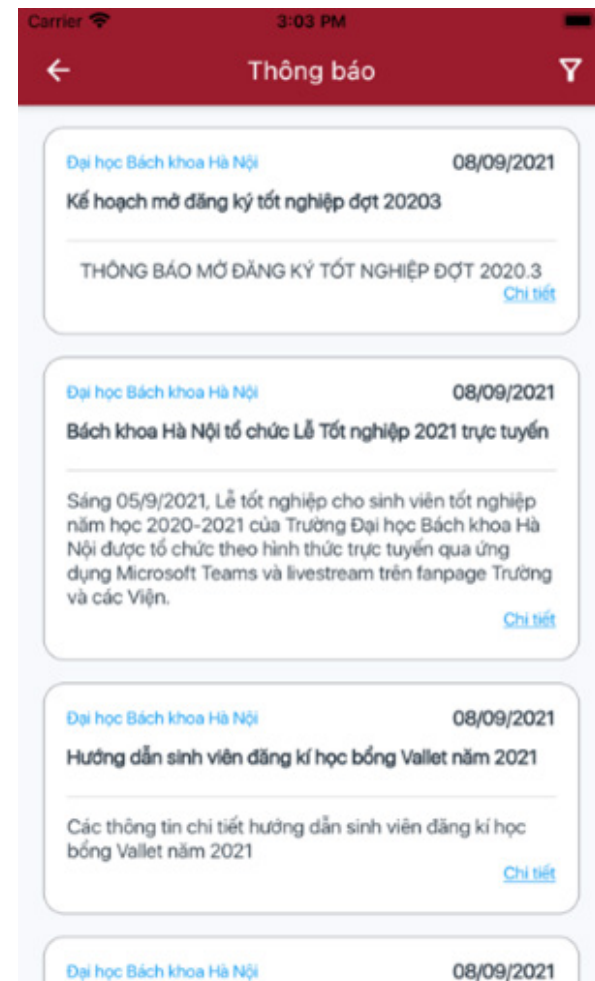 Carrier 3:03 PM
Thông báo
Đại học Bách khoa Hà Nội 08/09/2021
Kế hoạch mở đăng ký tốt nghiệp đợt 20203
THÔNG BÁO MỞ ĐĂNG KÝ TỐT NGHIỆP ĐỢT 2020.3
Chi tiết
Đại học Bách khoa Hà Nội 08/09/2021
Bách khoa Hà Nội tổ chức Lễ Tốt nghiệp 2021 trực tuyến
Sáng 05/9/2021, Lễ tốt nghiệp cho sinh viên tốt nghiệp
năm học 2020-2021 của Trường Đại học Bách khoa Hà
Nội được tổ chức theo hình thức trực tuyến qua ứng
dụng Microsoft Teams và livestream trên fanpage Trường
và các Viện.
Chi tiết
Đại học Bách khoa Hà Nội 08/09/2021
Hướng dẫn sinh viên đăng kí học bổng Vallet năm 2021
Các thông tin chi tiết hướng dẫn sinh viên đăng kí học
bổng Vallet năm 2021
Chi tiết
Đại học Bách khoa Hà Nội 08/09/2021